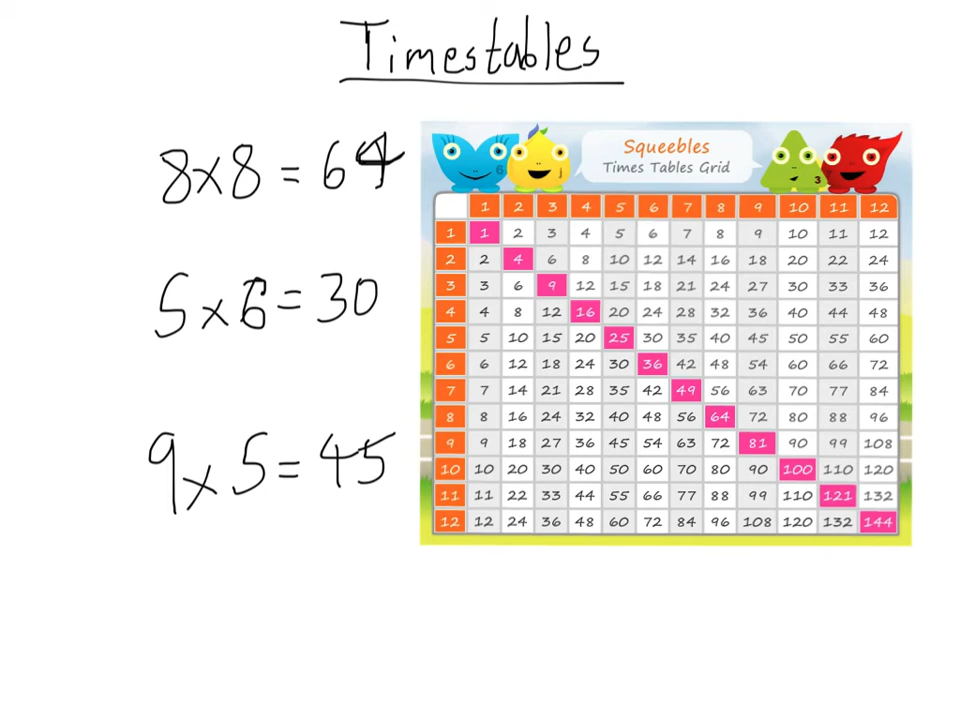 Timestables
8x8=64
5x6=30
9x5=45
Squeebles
Times Tables Grid
1 2 3 4 5 6 7 8 9 10 11 12
1 1 2 3 4 5 6 7 8 9 10 11 12
2 2 4 6 8 10 12 14 16 18 20 22 24
3 3 6 9 12 15 18 21 24 27 30 33 36
4 4 8 12 16 20 24 28 32 36 40 44 48
5 5 10 15 20 25 30 35 40 45 50 55 60
6 6 12 18 24 30 36 42 48 54 60 66 72
7 7 14 21 28 35 42 49 56 63 70 77 84
8 8 16 24 32 40 48 56 64 72 80 88 96
9 9 18 27 36 45 54 63 72 81 90 99 108
10 10 20 30 40 50 60 70 80 90 100 110 120
11 11 22 33 44 55 66 77 88 99 110 121 132
12 12 24 36 48 60 72 84 96 108 120 132 144